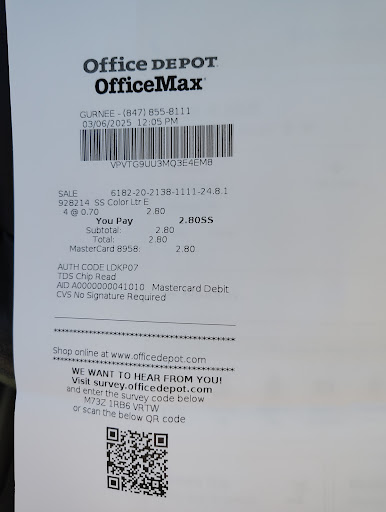 Office DEPOT
OfficeMax
GURNEE - (847) 855-8111
03/06/2025 12:05 PM
VPVTG9UU3MQ3E4EM8
SALE 6182-20-2138-1111-24.8.1
928214 SS Color Ltr E
4 @ 0.70 2.80
You Pay 2.80SS
Subtotal: 2.80
Total: 2.80
MasterCard 8958: 2.80
AUTH CODE LDKP07
TDS Chip Read
AID A0000000041010 Mastercard Debit
CVS No Signature Required
****************************************
Shop online at www.officedepot.com
****************************************
WE WANT TO HEAR FROM YOU!
Visit survey.officedepot.com
and enter the survey code below
M73Z 1RB6 VRTW
or scan the below QR code